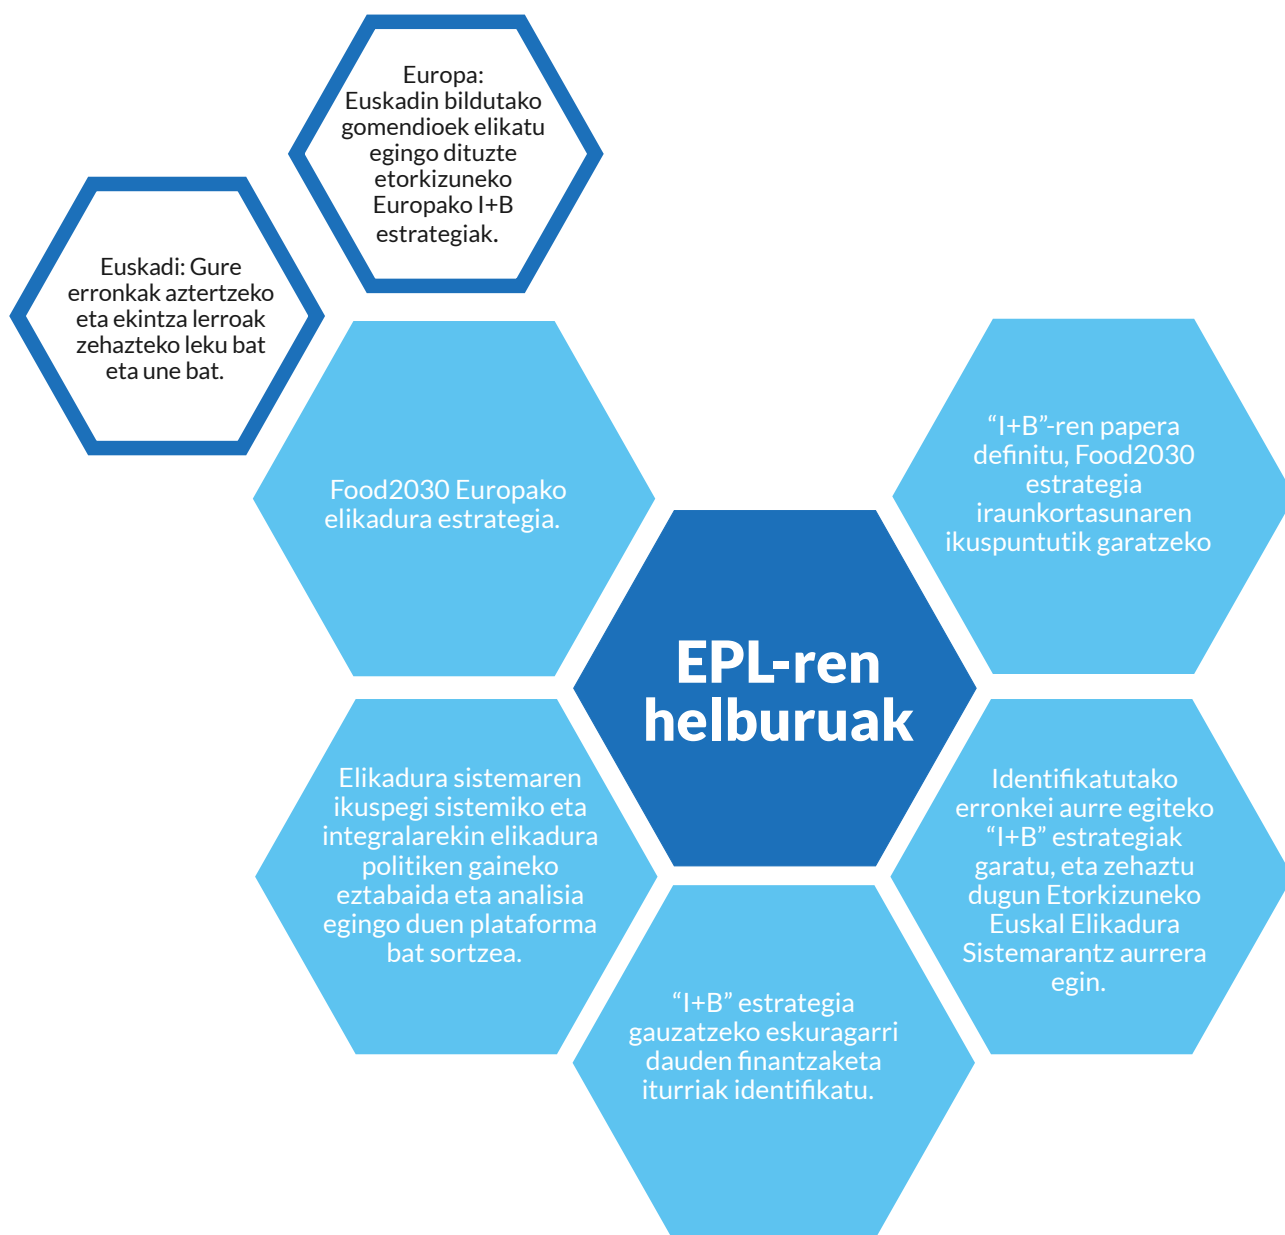 Europa:
Euskadin bildutako
gomendioek elikatu
egingo dituzte
etorkizuneko
Europako I+B
estrategiak.
Euskadi: Gure
erronkak aztertzeko
eta ekintza lerroak
zehazteko leku bat
eta une bat.
Food2030 Europako
elikadura estrategia.
“I+B”-ren papera
definitu, Food2030
estrategia
iraunkortasunaren
ikuspuntutik garatzeko
EPL-ren
helburuak
Elikadura sistemaren
ikuspegi sistemiko eta
integralarekin elikadura
politiken gaineko
eztabaida eta analisia
egingo duen plataforma
bat sortzea.
Identifikatutako
erronkei aurre egiteko
“I+B” estrategiak
garatu, eta zehaztu
dugun Etorkizuneko
Euskal Elikadura
Sistemarantz aurrera
egin.
“I+B” estrategia
gauzatzeko eskuragarri
dauden finantzaketa
iturriak identifikatu.